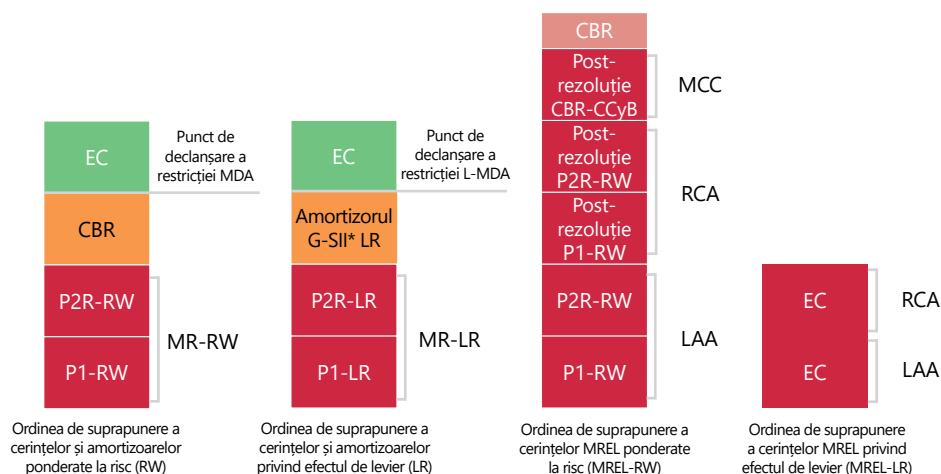 EC
CBR
P2R-RW
P1-RW
Punct de
declanșare a
restricției MDA
MR-RW
Ordinea de suprapunere a
cerințelor și amortizoarelor
ponderate la risc (RW)
EC
Amortizorul
G-SII* LR
P2R-LR
P1-LR
Punct de
declanșare a
restricției L-MDA
MR-LR
Ordinea de suprapunere a
cerințelor și amortizoarelor
privind efectul de levier (LR)
CBR
Post-
rezoluție
CBR-CCyB
Post-
rezoluție
P2R-RW
Post-
rezoluție
P1-RW
P2R-RW
P1-RW
MCC
RCA
LAA
Ordinea de suprapunere a
cerințelor MREL ponderate
la risc (MREL-RW)
EC
EC
RCA
LAA
Ordinea de suprapunere
a cerințelor MREL privind
efectul de levier (MREL-LR)